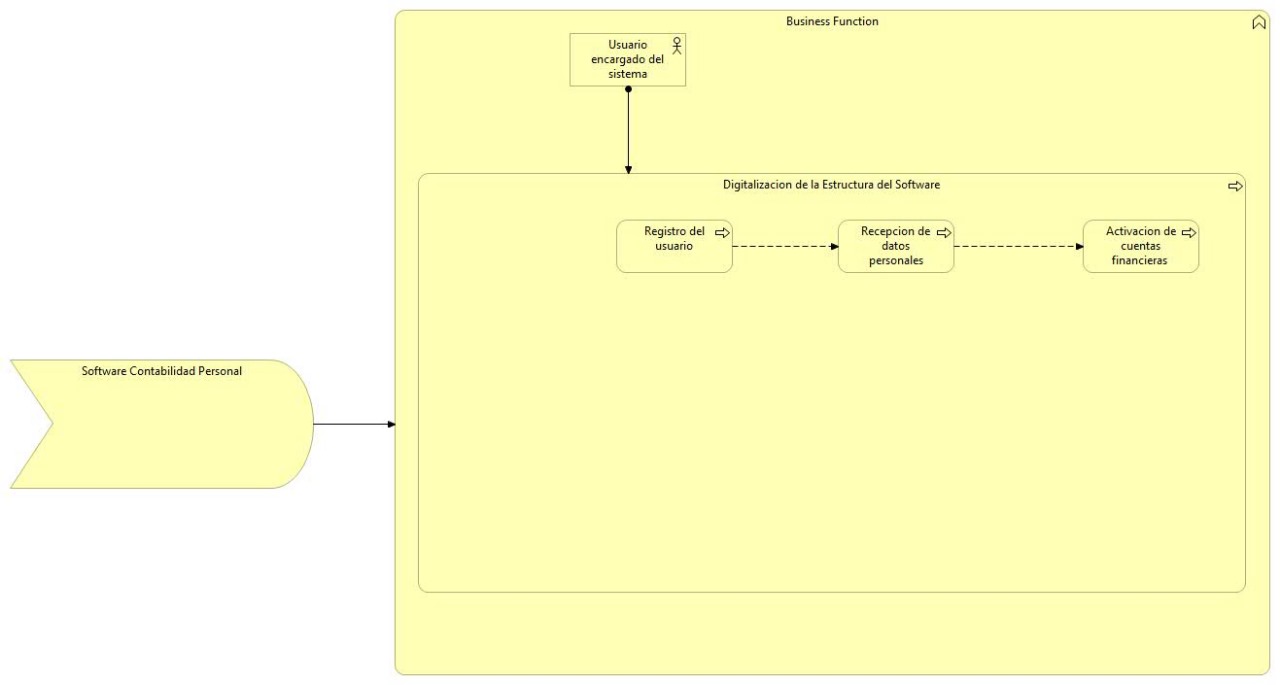 Business Function
Usuario
encargado del
sistema
Digitalizacion de la Estructura del Software
Registro del
usuario
Recepcion de
datos
personales
Activacion de
cuentas
financieras
Software Contabilidad Personal